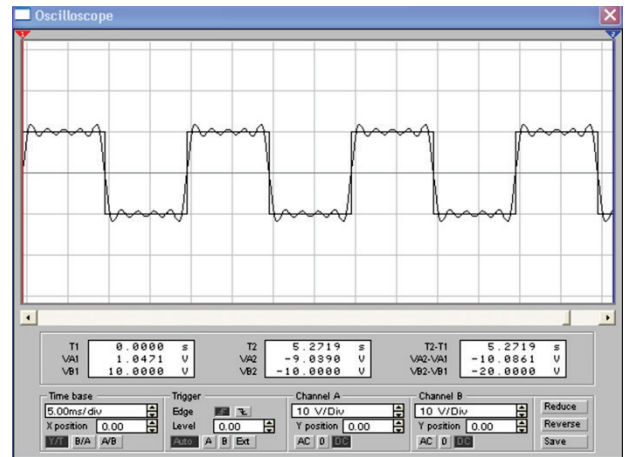 Oscilloscope
1 2
T1 0.0000 s T2 5.2719 s T2-T1 5.2719 s
VA1 1.0471 V VA2 -9.0390 V VA2-VA1 -10.0861 V
VB1 10.0000 V VB2 -10.0000 V VB2-VB1 -20.0000 V
Time base Trigger Channel A Channel B
5.00ms/div Edge 10 V/Div 10 V/Div Reduce
X position 0.00 Level 0.00 Y position 0.00 Y position 0.00 Reverse
Y/T B/A A/B Auto A B Ext AC 0 DC AC 0 DC Save